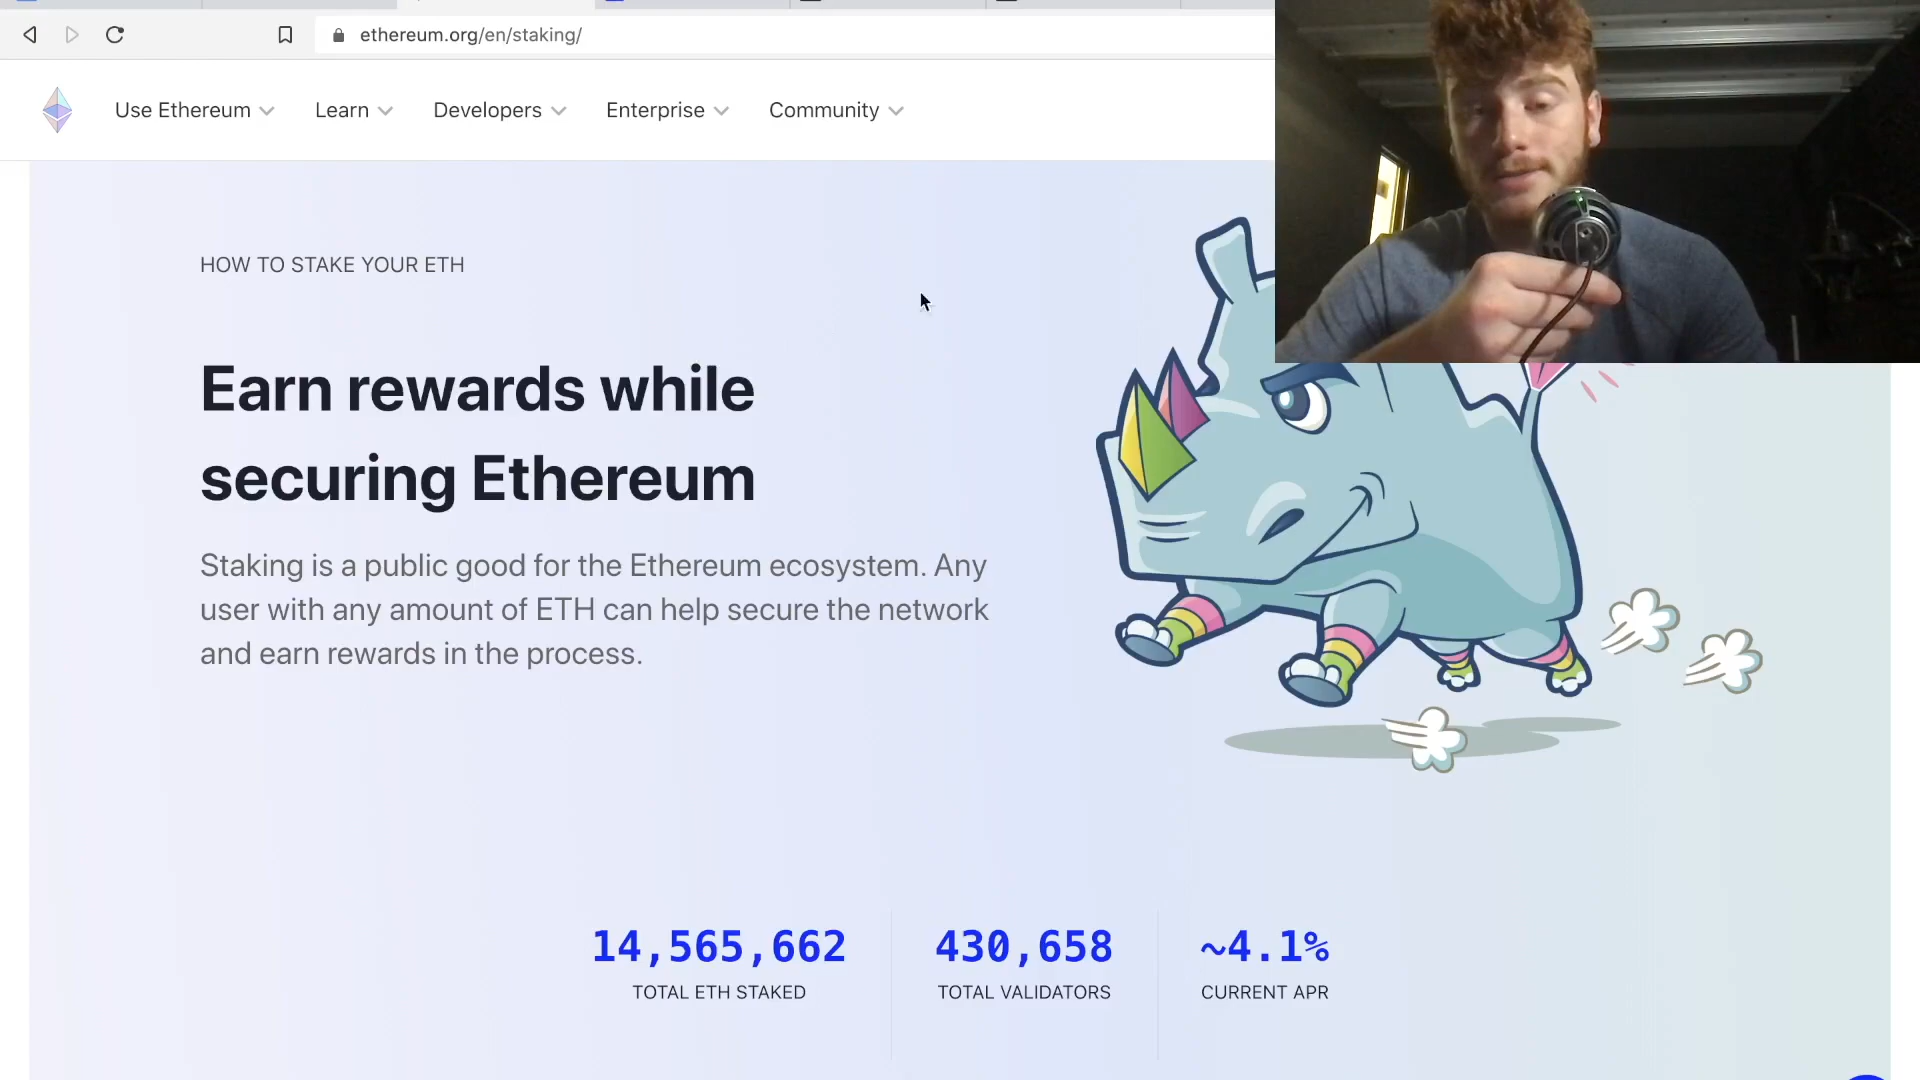 ethereum.org/en/staking/
Use Ethereum Learn Developers Enterprise Community
HOW TO STAKE YOUR ETH
Earn rewards while
securing Ethereum
Staking is a public good for the Ethereum ecosystem. Any
user with any amount of ETH can help secure the network
and earn rewards in the process.
14,565,662 430,658 ~4.1%
TOTAL ETH STAKED TOTAL VALIDATORS CURRENT APR